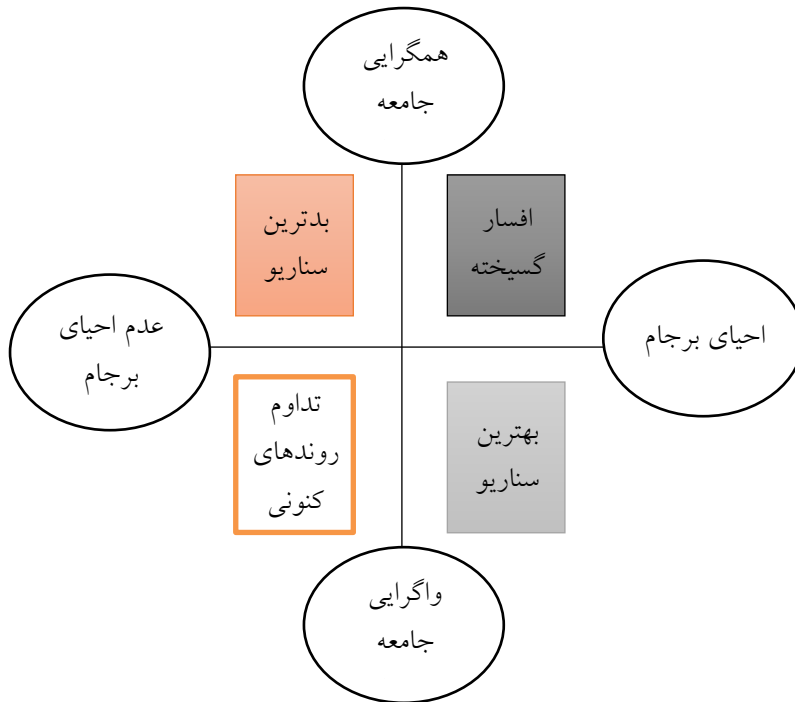 همگرایی
جامعه
افسار
گسیخته
بدترین
سناریو
احیای برجام
عدم احیای
برجام
بهترین
سناریو
تداوم
روندهای
کنونی
واگرایی
جامعه